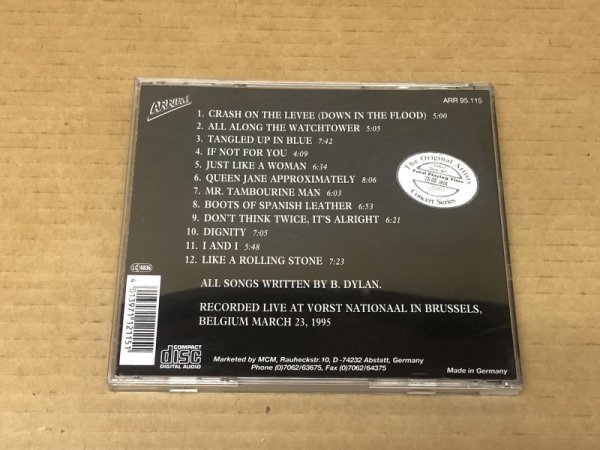 ARRIVAL
ARR 95.115
1. CRASH ON THE LEVEE (DOWN IN THE FLOOD) 5:00
2. ALL ALONG THE WATCHTOWER 5:05
3. TANGLED UP IN BLUE 7:42
4. IF NOT FOR YOU 4:09
5. JUST LIKE A WOMAN 6:34
6. QUEEN JANE APPROXIMATELY 8:06
7. MR. TAMBOURINE MAN 6:03
8. BOOTS OF SPANISH LEATHER 6:53
9. DON'T THINK TWICE, IT'S ALRIGHT 6:21
10. DIGNITY 7:05
11. I AND I 5:48
12. LIKE A ROLLING STONE 7:23
The Original Artists
Total Playing Time
Concert Series
ALL SONGS WRITTEN BY B. DYLAN.
RECORDED LIVE AT VORST NATIONAAL IN BRUSSELS,
BELGIUM MARCH 23, 1995
LC 6836
4 013971 121151
COMPACT
disc
DIGITAL AUDIO
Marketed by MCM, Rauheckstr.10, D -74232 Abstatt, Germany
Phone (0)7062/63675, Fax (0)7062/64375
Made in Germany